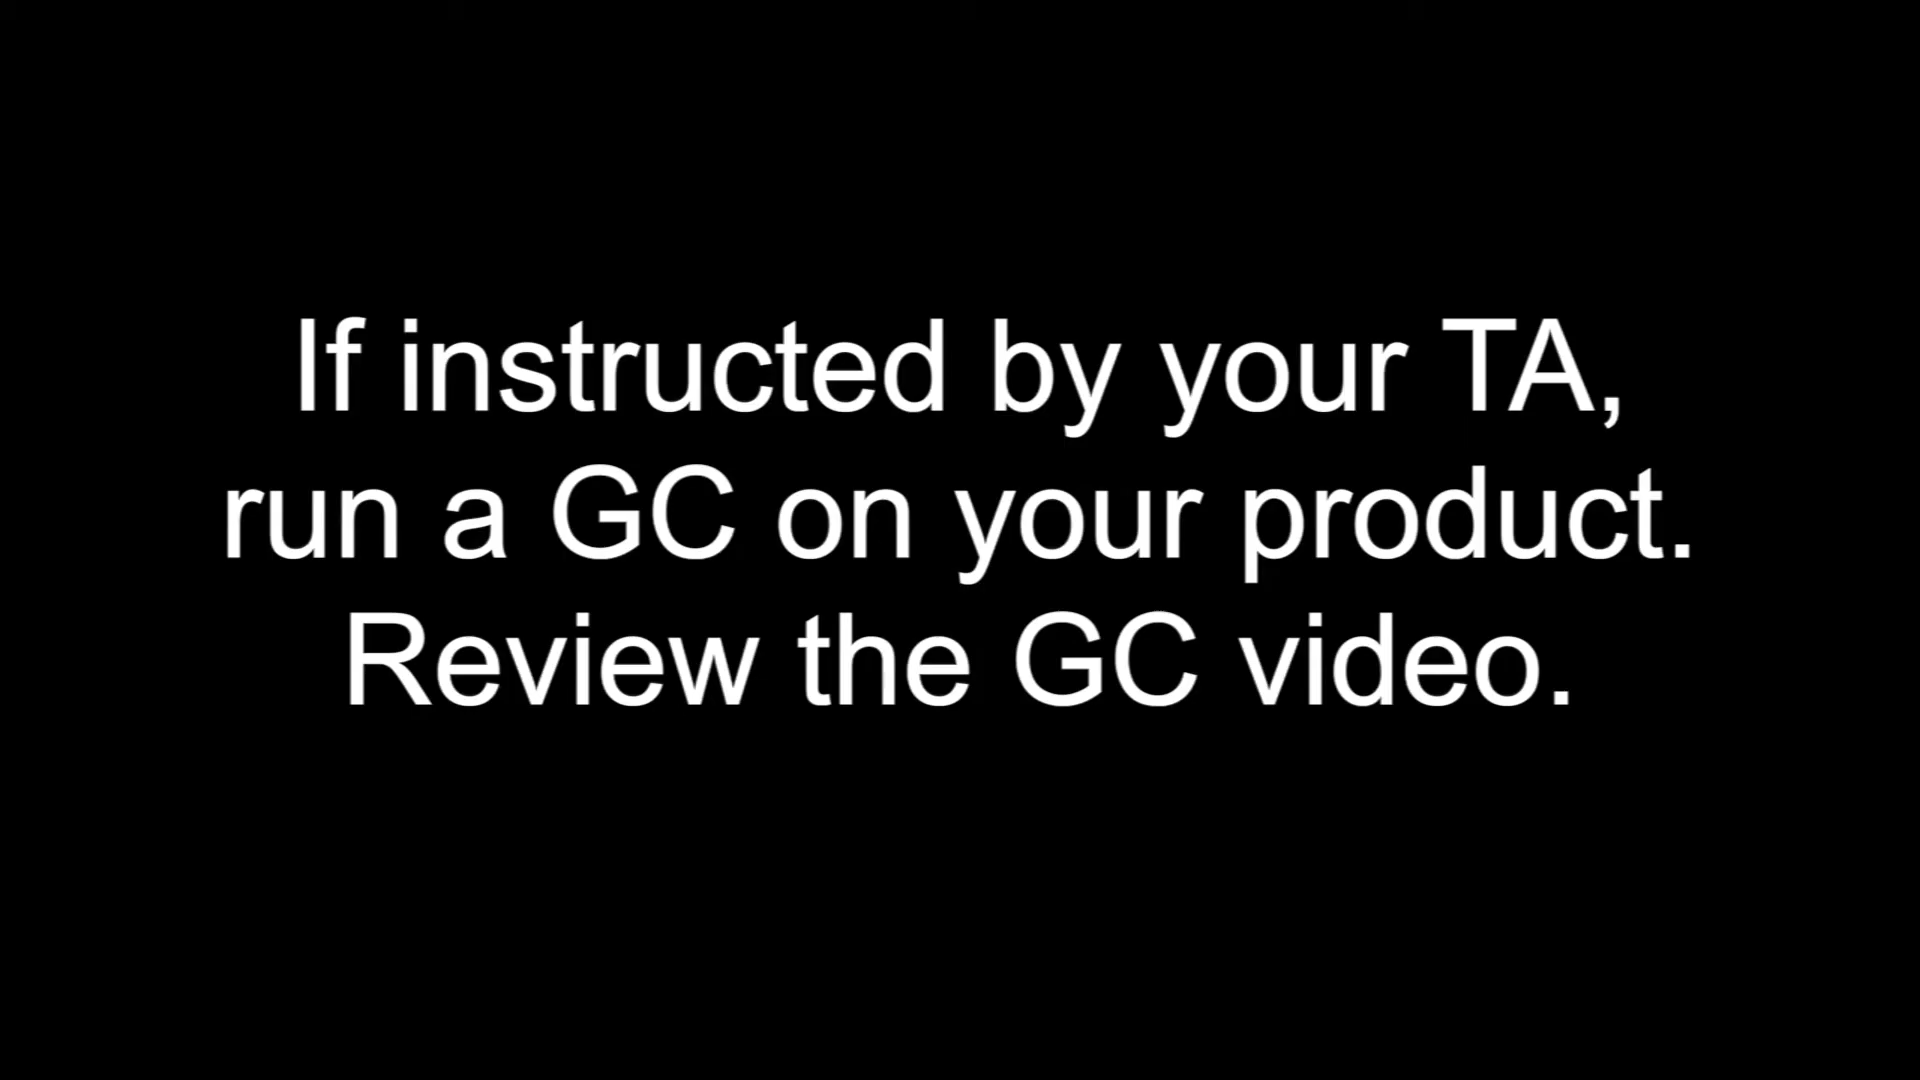 If instructed by your TA,
run a GC on your product.
Review the GC video.